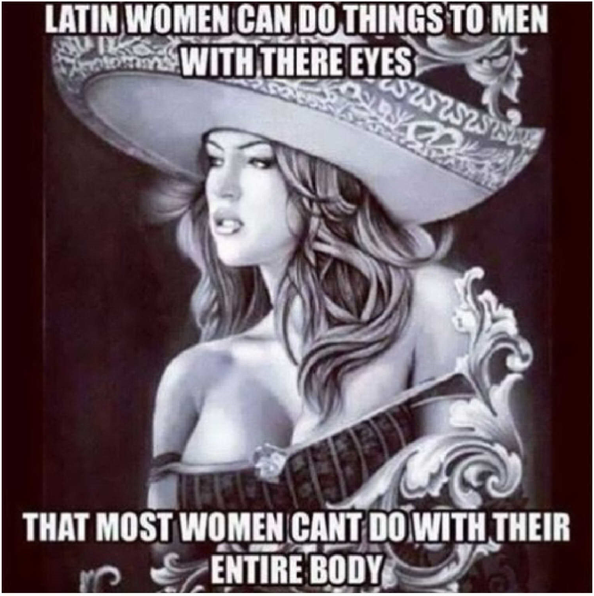 LATIN WOMEN CAN DO THINGS TO MEN
WITH THERE EYES
THAT MOST WOMEN CANT DO WITH THEIR
ENTIRE BODY